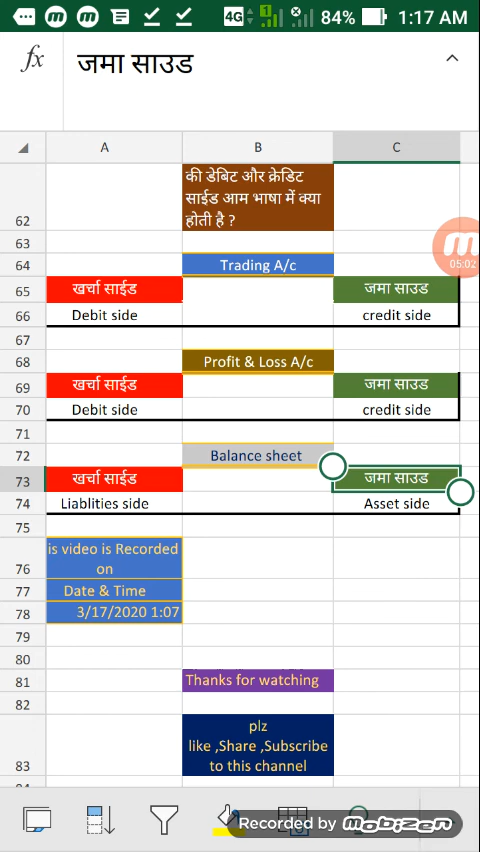 4G 1 84% 1:17 AM
fx जमा साउड
A B C
62 की डेबिट और क्रेडिट
साईड आम भाषा में क्या
होती है ?
63
64 Trading A/c
65 खर्चा साईड जमा साउड
66 Debit side credit side
05:02
67
68 Profit & Loss A/c
69 खर्चा साईड जमा साउड
70 Debit side credit side
71
72 Balance sheet
73 खर्चा साईड जमा साउड
74 Liablities side Asset side
75
76 is video is Recorded
on
77 Date & Time
78 3/17/2020 1:07
79
80
81 Thanks for watching
82
83 plz
like ,Share ,Subscribe
to this channel
Recorded by mobizen